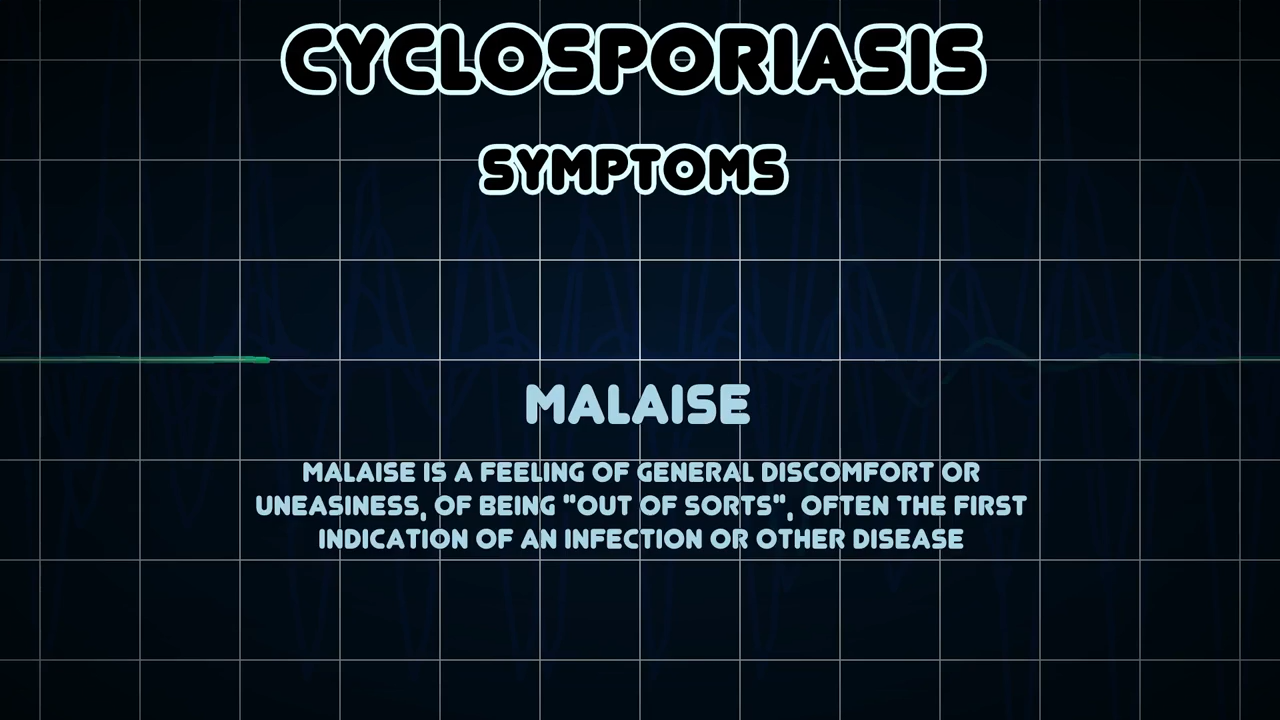 CYCLOSPORIASIS
SYMPTOMS
MALAISE
MALAISE IS A FEELING OF GENERAL DISCOMFORT OR
UNEASINESS, OF BEING "OUT OF SORTS", OFTEN THE FIRST
INDICATION OF AN INFECTION OR OTHER DISEASE